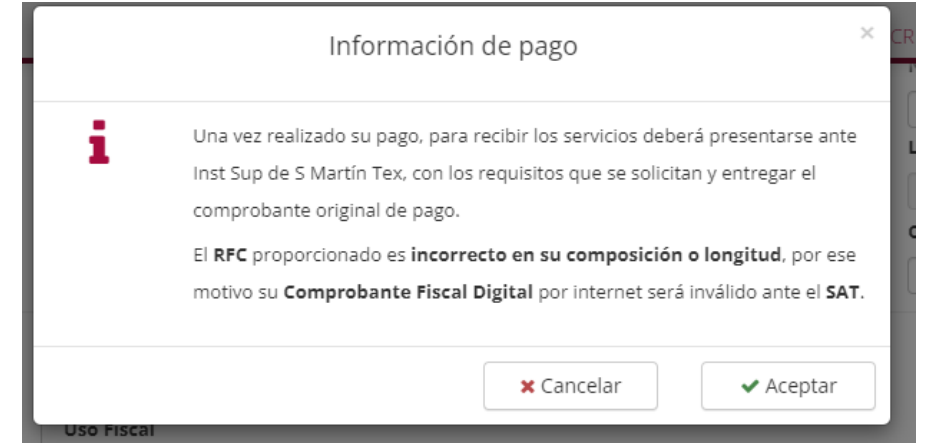 Información de pago
×
CR
Una vez realizado su pago, para recibir los servicios deberá presentarse ante
Inst Sup de S Martín Tex, con los requisitos que se solicitan y entregar el
comprobante original de pago.
El RFC proporcionado es incorrecto en su composición o longitud, por ese
motivo su Comprobante Fiscal Digital por internet será inválido ante el SAT.
Cancelar
Aceptar
Uso Fiscal